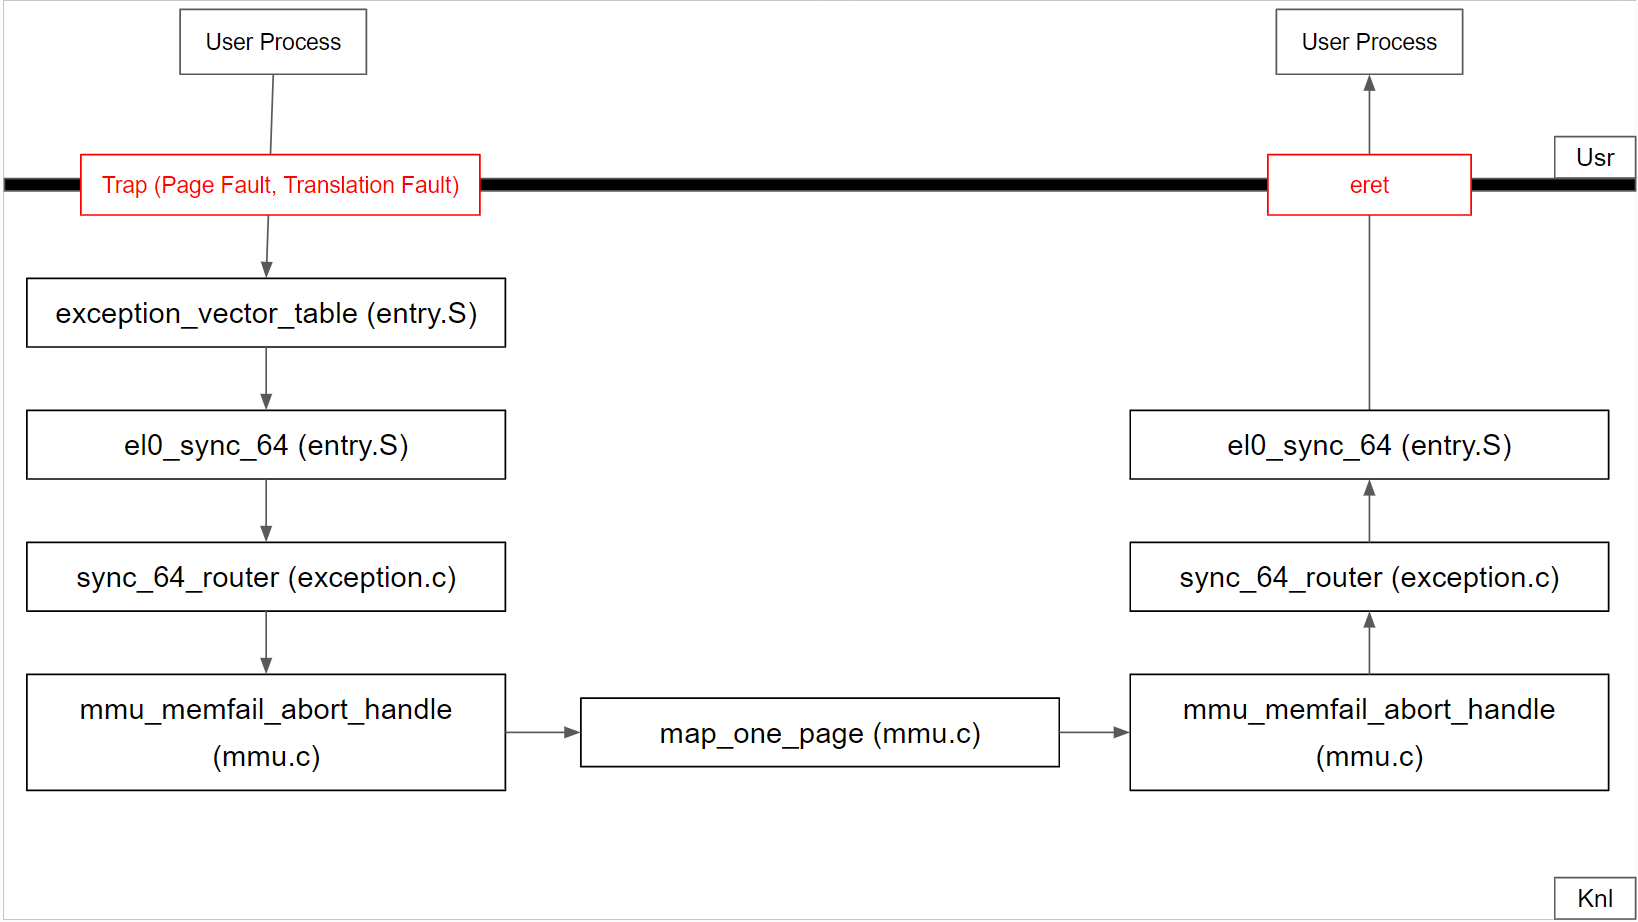 User Process
User Process
Usr
Trap (Page Fault, Translation Fault)
eret
exception_vector_table (entry.S)
el0_sync_64 (entry.S)
el0_sync_64 (entry.S)
sync_64_router (exception.c)
sync_64_router (exception.c)
mmu_memfail_abort_handle
(mmu.c)
map_one_page (mmu.c)
mmu_memfail_abort_handle
(mmu.c)
Knl